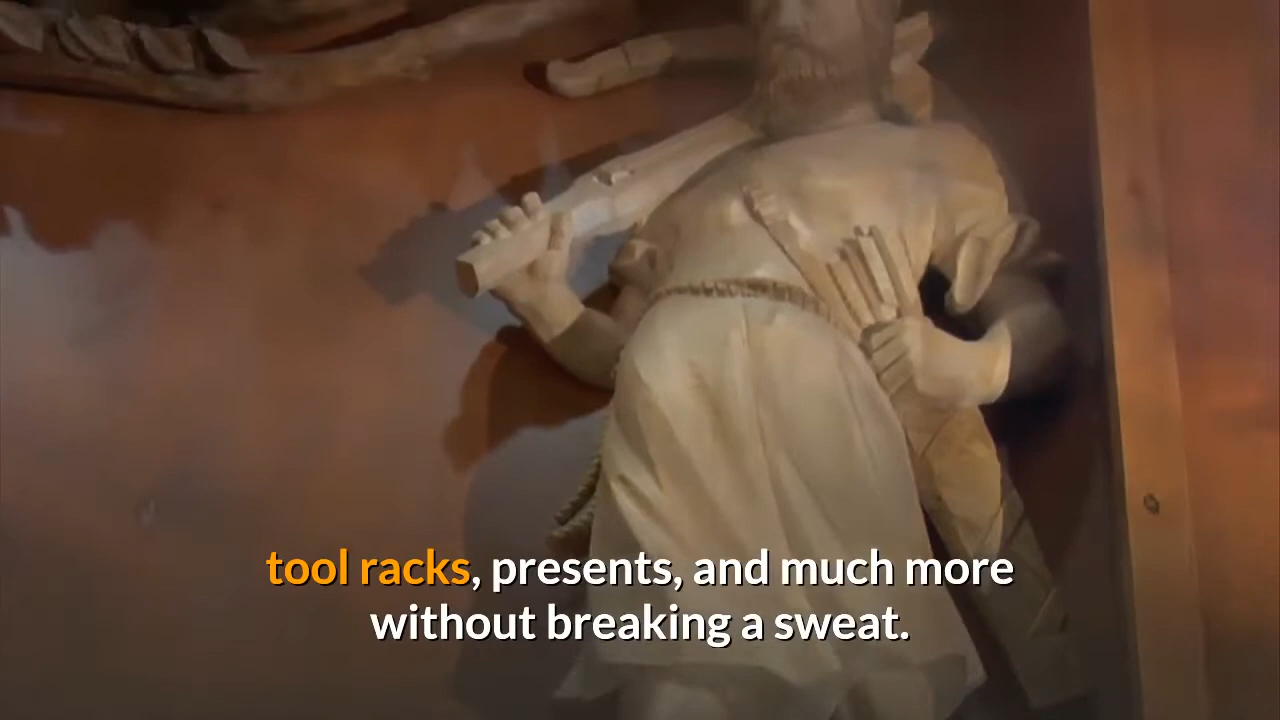 tool racks, presents, and much more
without breaking a sweat.